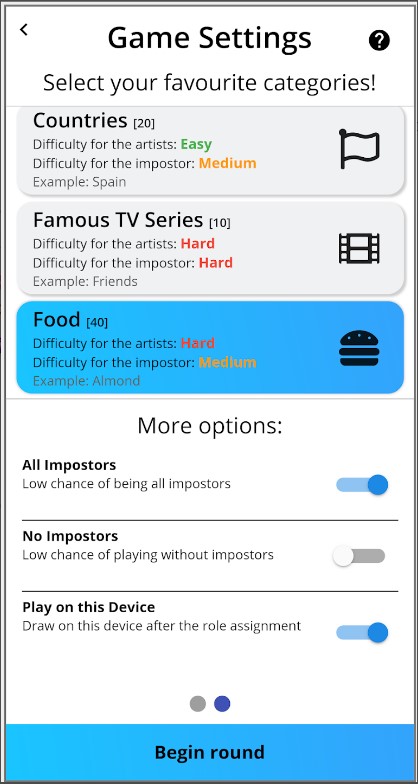 Game Settings
?
Select your favourite categories!
Countries [20]
Difficulty for the artists: Easy
Difficulty for the impostor: Medium
Example: Spain
Famous TV Series [10]
Difficulty for the artists: Hard
Difficulty for the impostor: Hard
Example: Friends
Food [40]
Difficulty for the artists: Hard
Difficulty for the impostor: Medium
Example: Almond
More options:
All Impostors
Low chance of being all impostors
No Impostors
Low chance of playing without impostors
Play on this Device
Draw on this device after the role assignment
Begin round